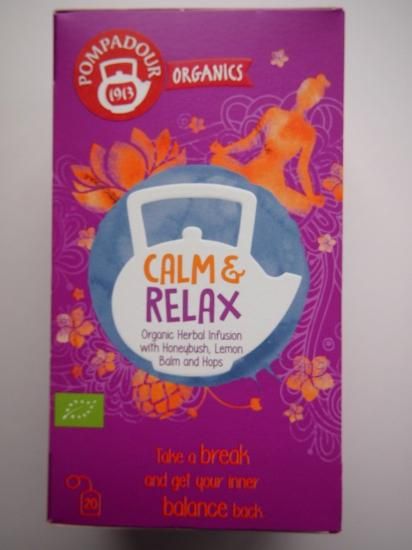 POMPADOUR
1913
ORGANICS
CALM &
RELAX
Organic Herbal Infusion
with Honeybush, Lemon
Balm and Hops
Take a break
and get your inner
balance back.
20